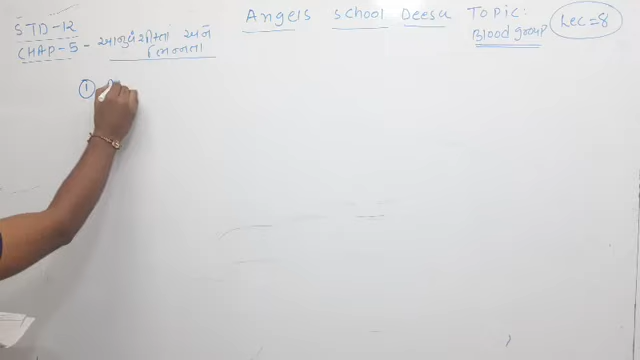 STD-12
CHAP-5 - આનુવંશીકતા અને
ભિન્નતા
Angels School Deesa
Topic:
Blood group
Lec=8
①